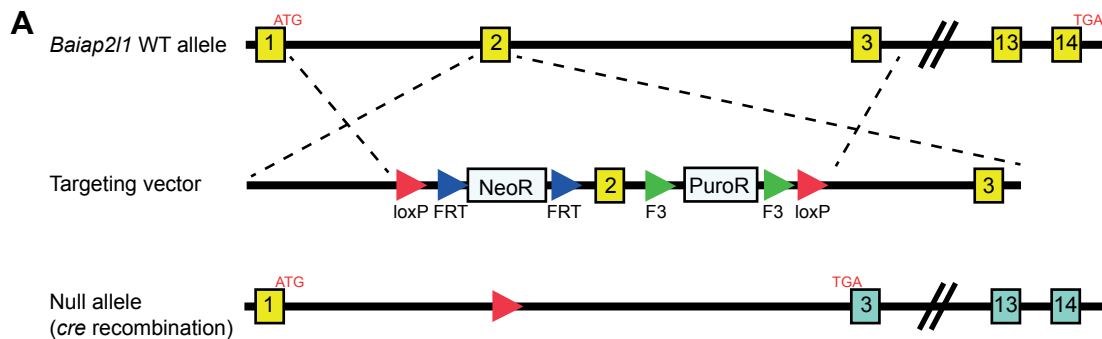 A
ATG
TGA
Baiap2l1 WT allele
1 2 3 13 14
Targeting vector
NeoR 2 PuroR 3
loxP FRT FRT F3 F3 loxP
ATG TGA
Null allele
(cre recombination)
1 3 13 14